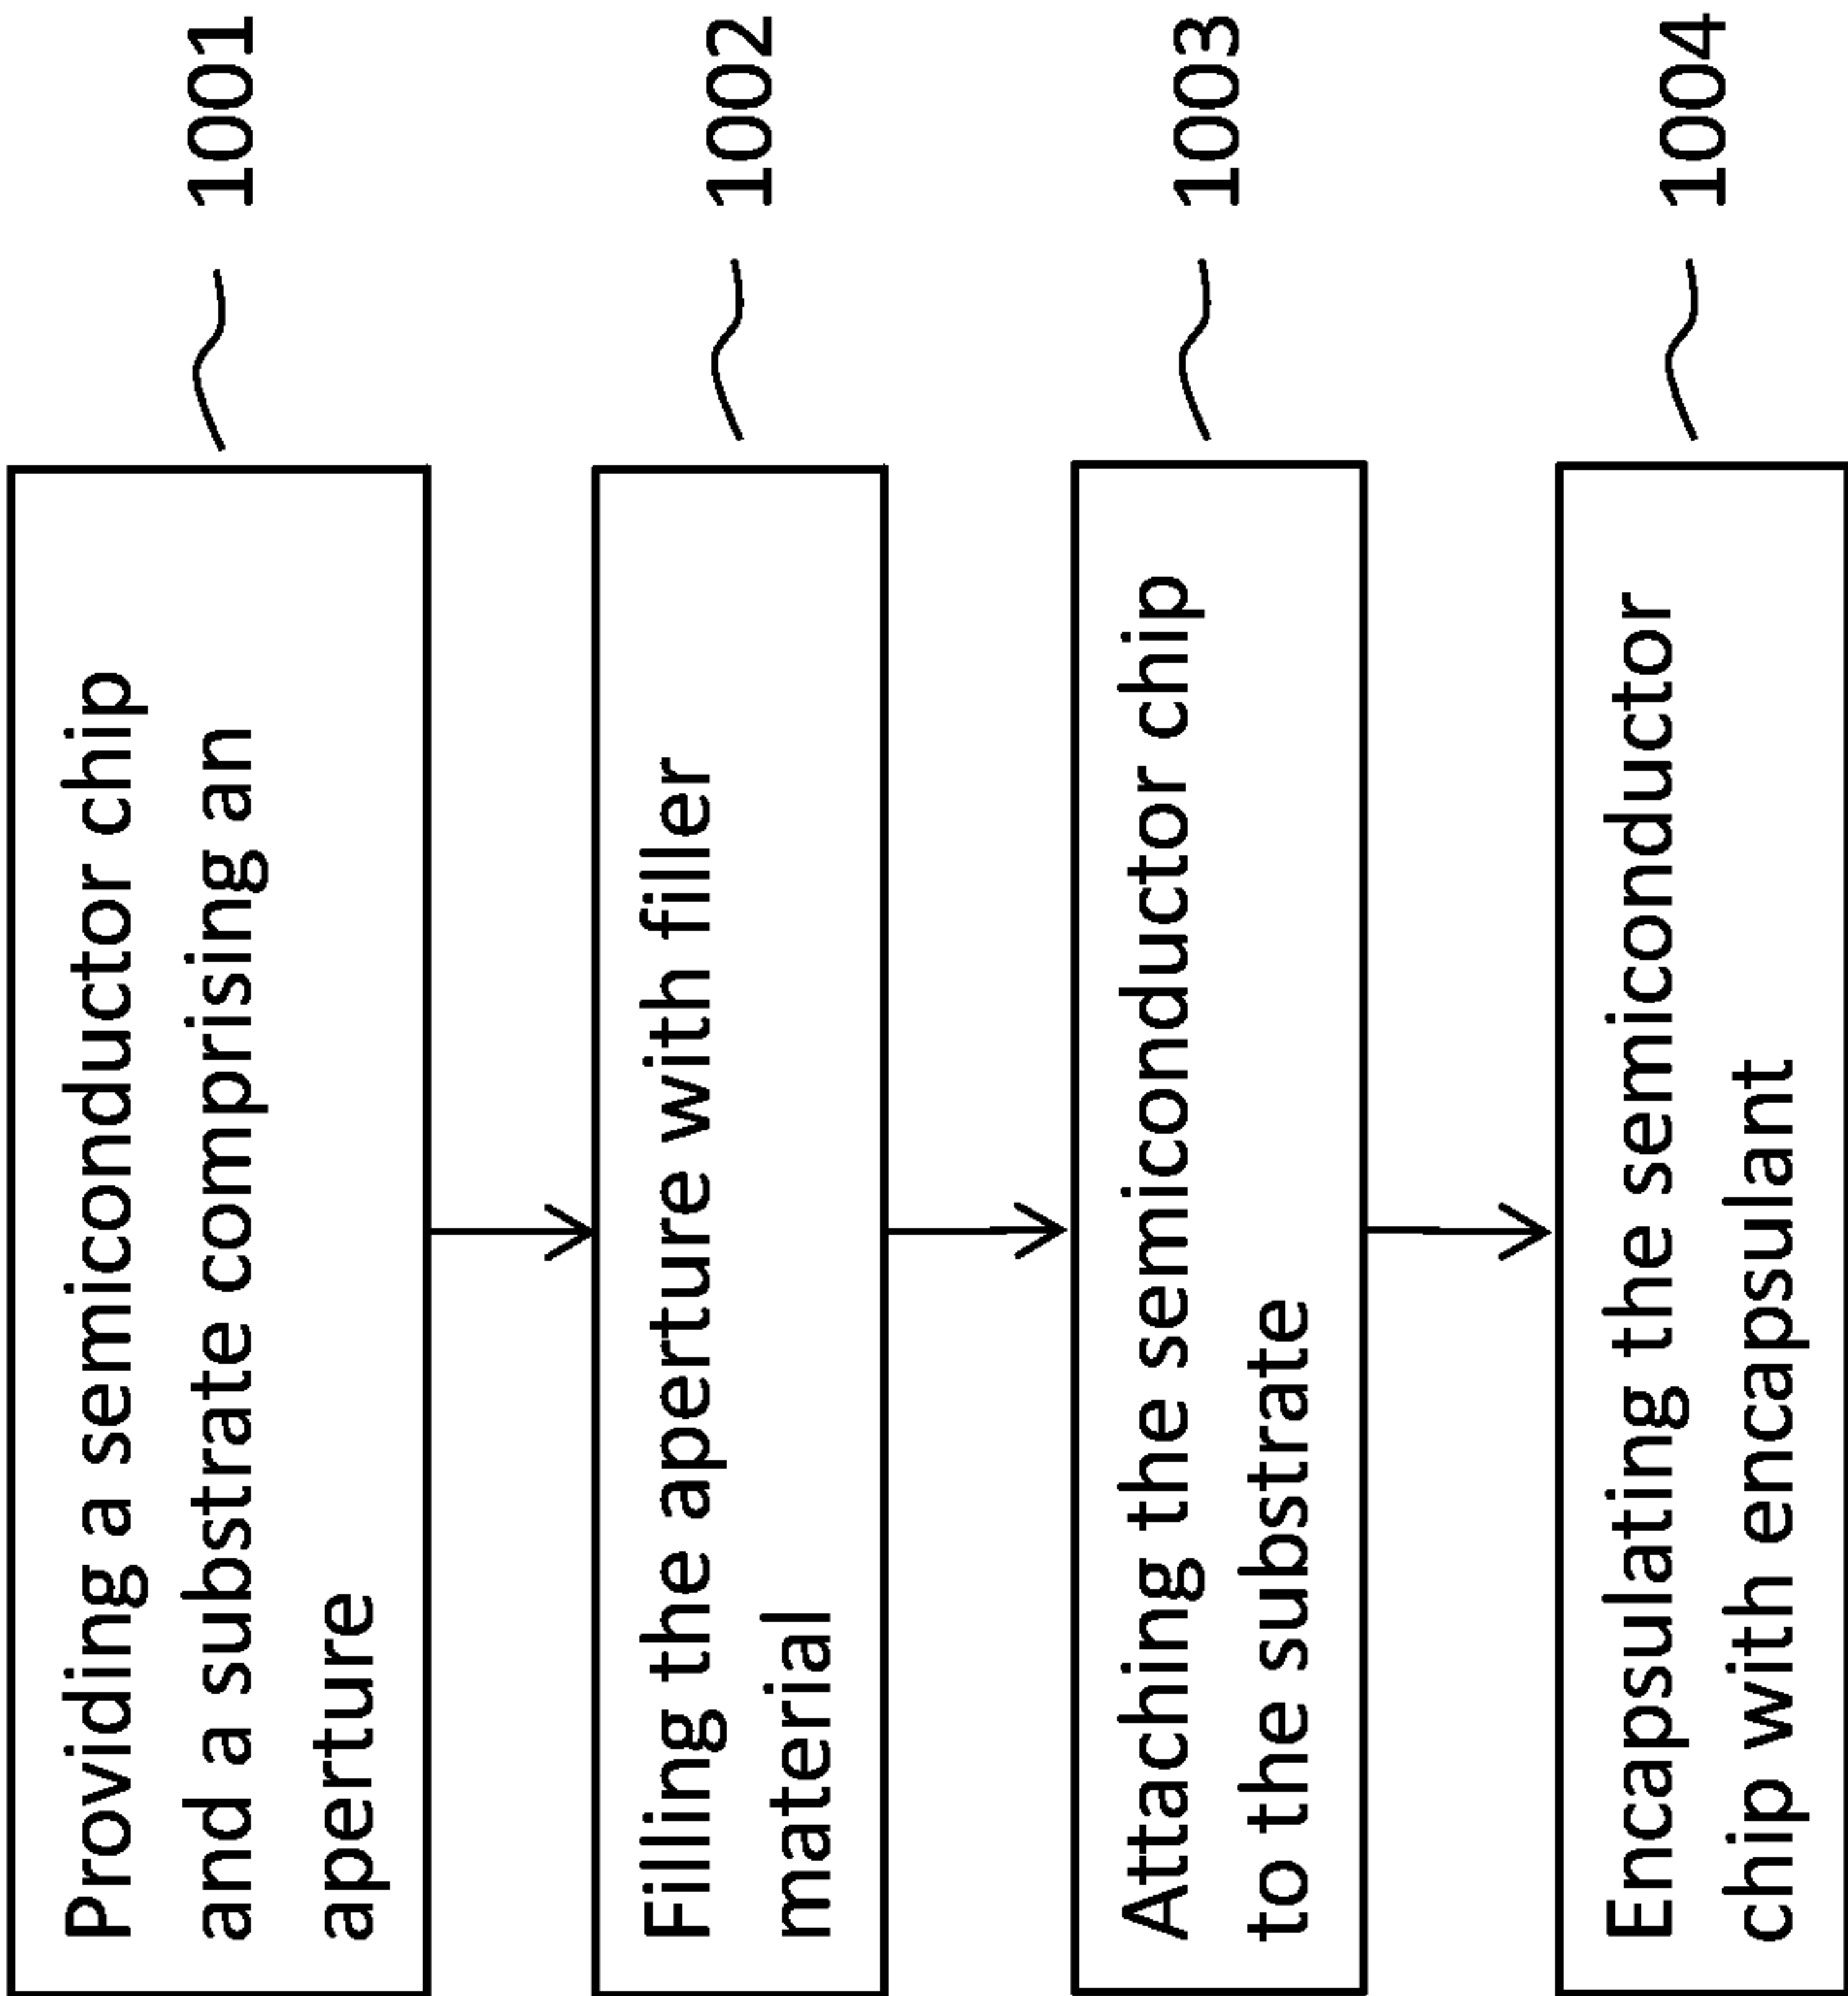 Providing a semiconductor chip
and a substrate comprising an
aperture
1001
Filling the aperture with filler
material
1002
Attaching the semiconductor chip
to the substrate
1003
Encapsulating the semiconductor
chip with encapsulant
1004